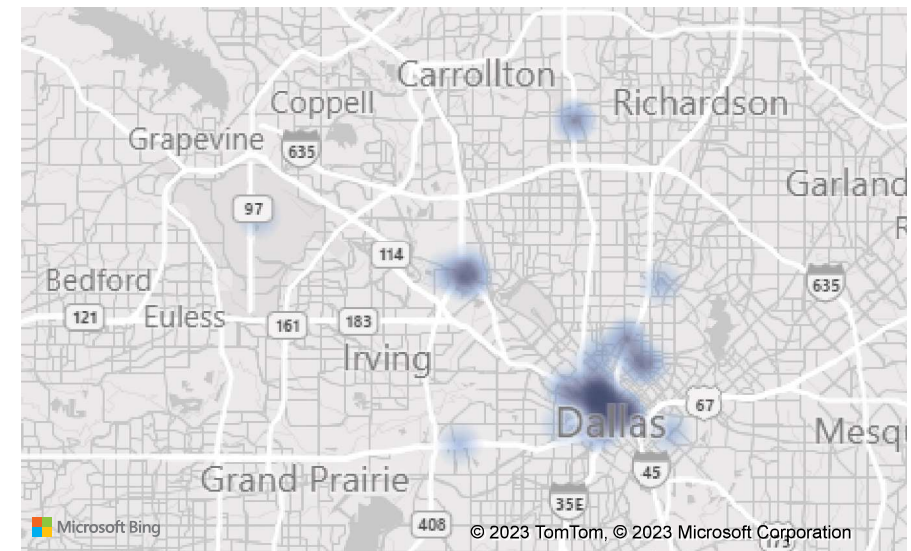 Carrollton
Coppell
Richardson
Grapevine
635
Garland
97
114
Bedford
635
121
Euless
161
183
Irving
67
Dallas
Mesq
45
Grand Prairie
35E
408
Microsoft Bing
© 2023 TomTom, © 2023 Microsoft Corporation